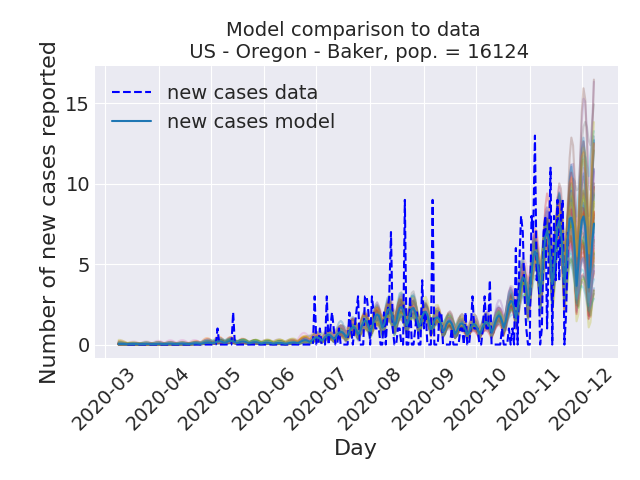 Model comparison to data
US - Oregon - Baker, pop. = 16124
new cases data
new cases model
Number of new cases reported
15
10
5
0
2020-03
2020-04
2020-05
2020-06
2020-07
2020-08
2020-09
2020-10
2020-11
2020-12
Day